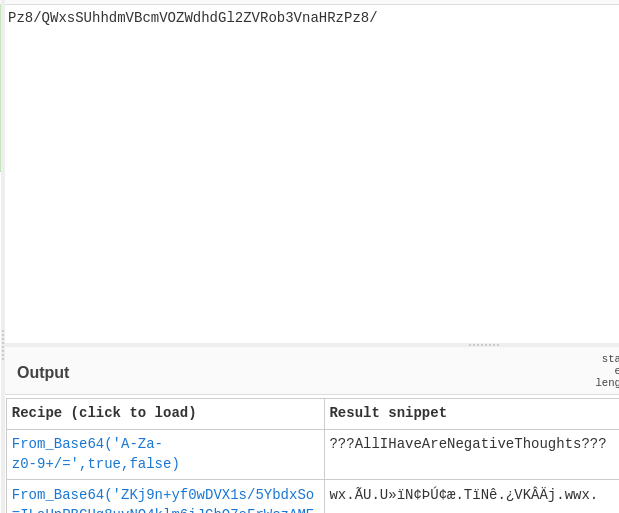 Pz8/QWxsSUhhdmVBcmVOZWdhdGl2ZVRob3VnaHRzPz8/
sta
e
Output
leng
Recipe (click to load) Result snippet
From_Base64('A-Za- ???AllIHaveAreNegativeThoughts???
z0-9+/=',true,false)
From_Base64('ZKj9n+yf0wDVX1s/5YbdxSo wx.ÃU.U»ïN¢ÞÚ¢æ.TïNê.¿VKÂÄj.wwx.